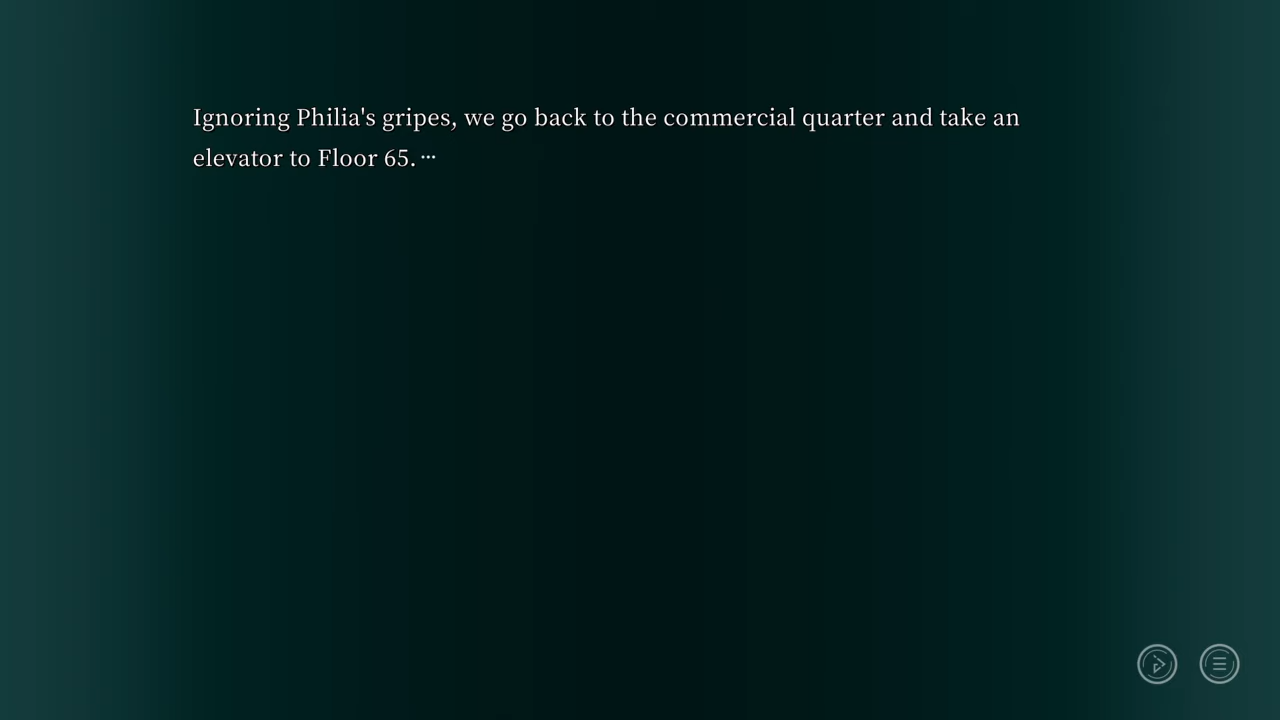 Ignoring Philia's gripes, we go back to the commercial quarter and take an
elevator to Floor 65. ···